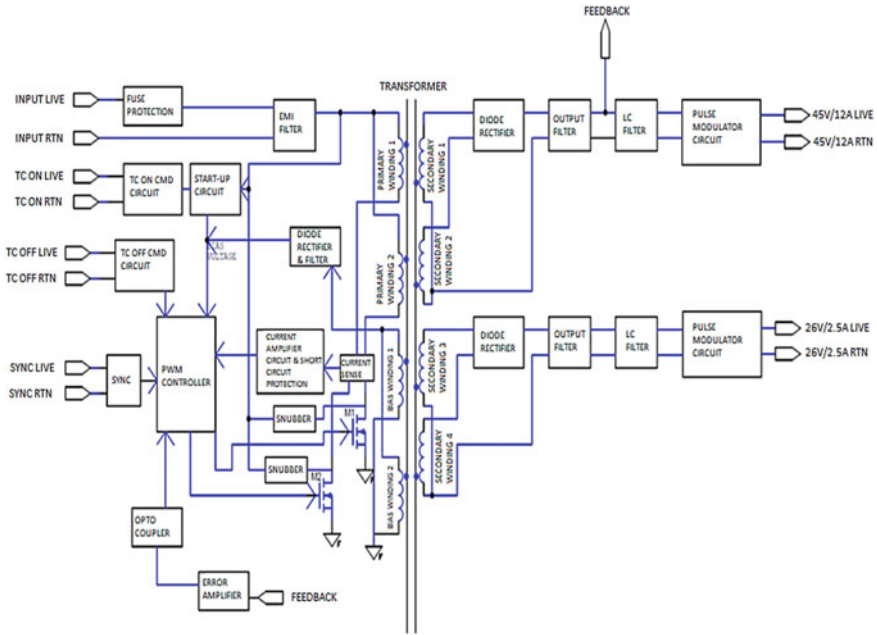 FEEDBACK
TRANSFORMER
INPUT LIVE
FUSE
PROTECTION
INPUT RTN
EMI
FILTER
TC ON LIVE
TC ON RTN
TC ON CMD
CIRCUIT
START-UP
CIRCUIT
PRIMARY
WINDING 1
SECONDARY
WINDING 1
DIODE
RECTIFIER
OUTPUT
FILTER
LC
FILTER
PULSE
MODULATOR
CIRCUIT
45V/12A LIVE
45V/12A RTN
TC OFF LIVE
TC OFF RTN
TC OFF CMD
CIRCUIT
VOLTAGE
DIODE
RECTIFIER
& FILTER
PRIMARY
WINDING 2
SECONDARY
WINDING 2
SYNC LIVE
SYNC RTN
SYNC
PWM
CONTROLLER
CURRENT
AMPLIFIER
CIRCUIT & SHORT
CIRCUIT
PROTECTION
CURRENT
SENSE
BIAS WINDING 1
SECONDARY
WINDING 3
DIODE
RECTIFIER
OUTPUT
FILTER
LC
FILTER
PULSE
MODULATOR
CIRCUIT
26V/2.5A LIVE
26V/2.5A RTN
SNUBBER
M1
SNUBBER
M2
BIAS WINDING 2
SECONDARY
WINDING 4
OPTO
COUPLER
ERROR
AMPLIFIER
FEEDBACK